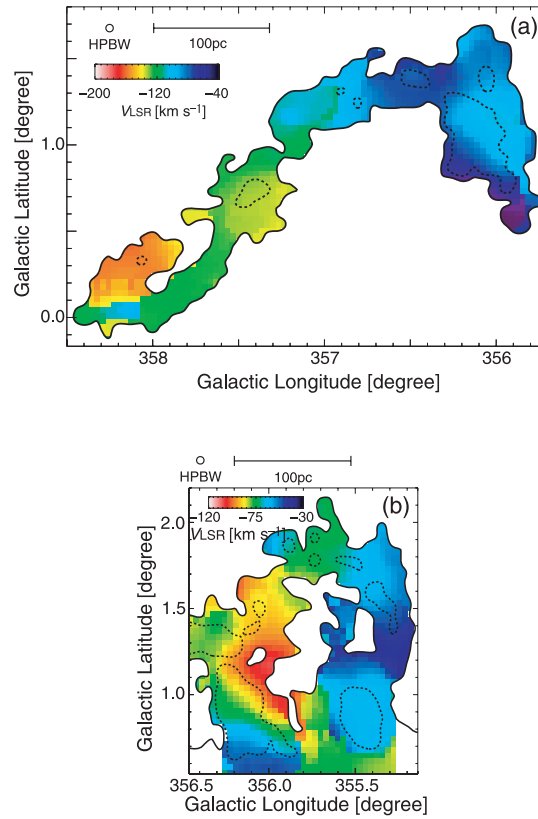 (a)
HPBW
100pc
-200 -120 -40
VLSR [km s⁻¹]
1.0
0.0
Galactic Latitude [degree]
358 357 356
Galactic Longitude [degree]
HPBW
100pc
(b)
-120 -75 -30
VLSR [km s⁻¹]
2.0
1.5
1.0
Galactic Latitude [degree]
356.5 356.0 355.5
Galactic Longitude [degree]